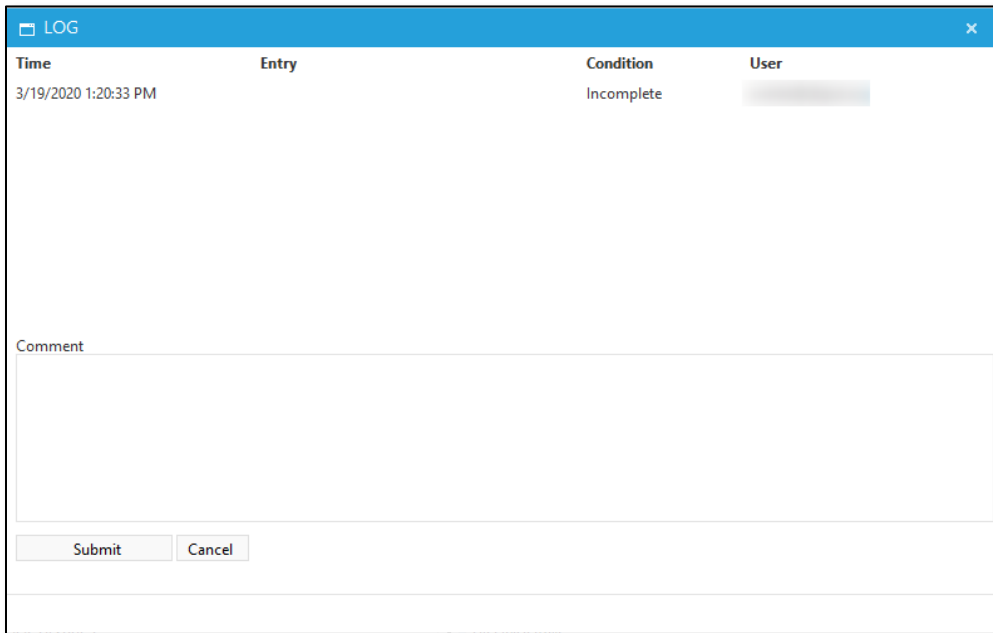 LOG
Time Entry Condition User
3/19/2020 1:20:33 PM Incomplete
Comment
Submit Cancel